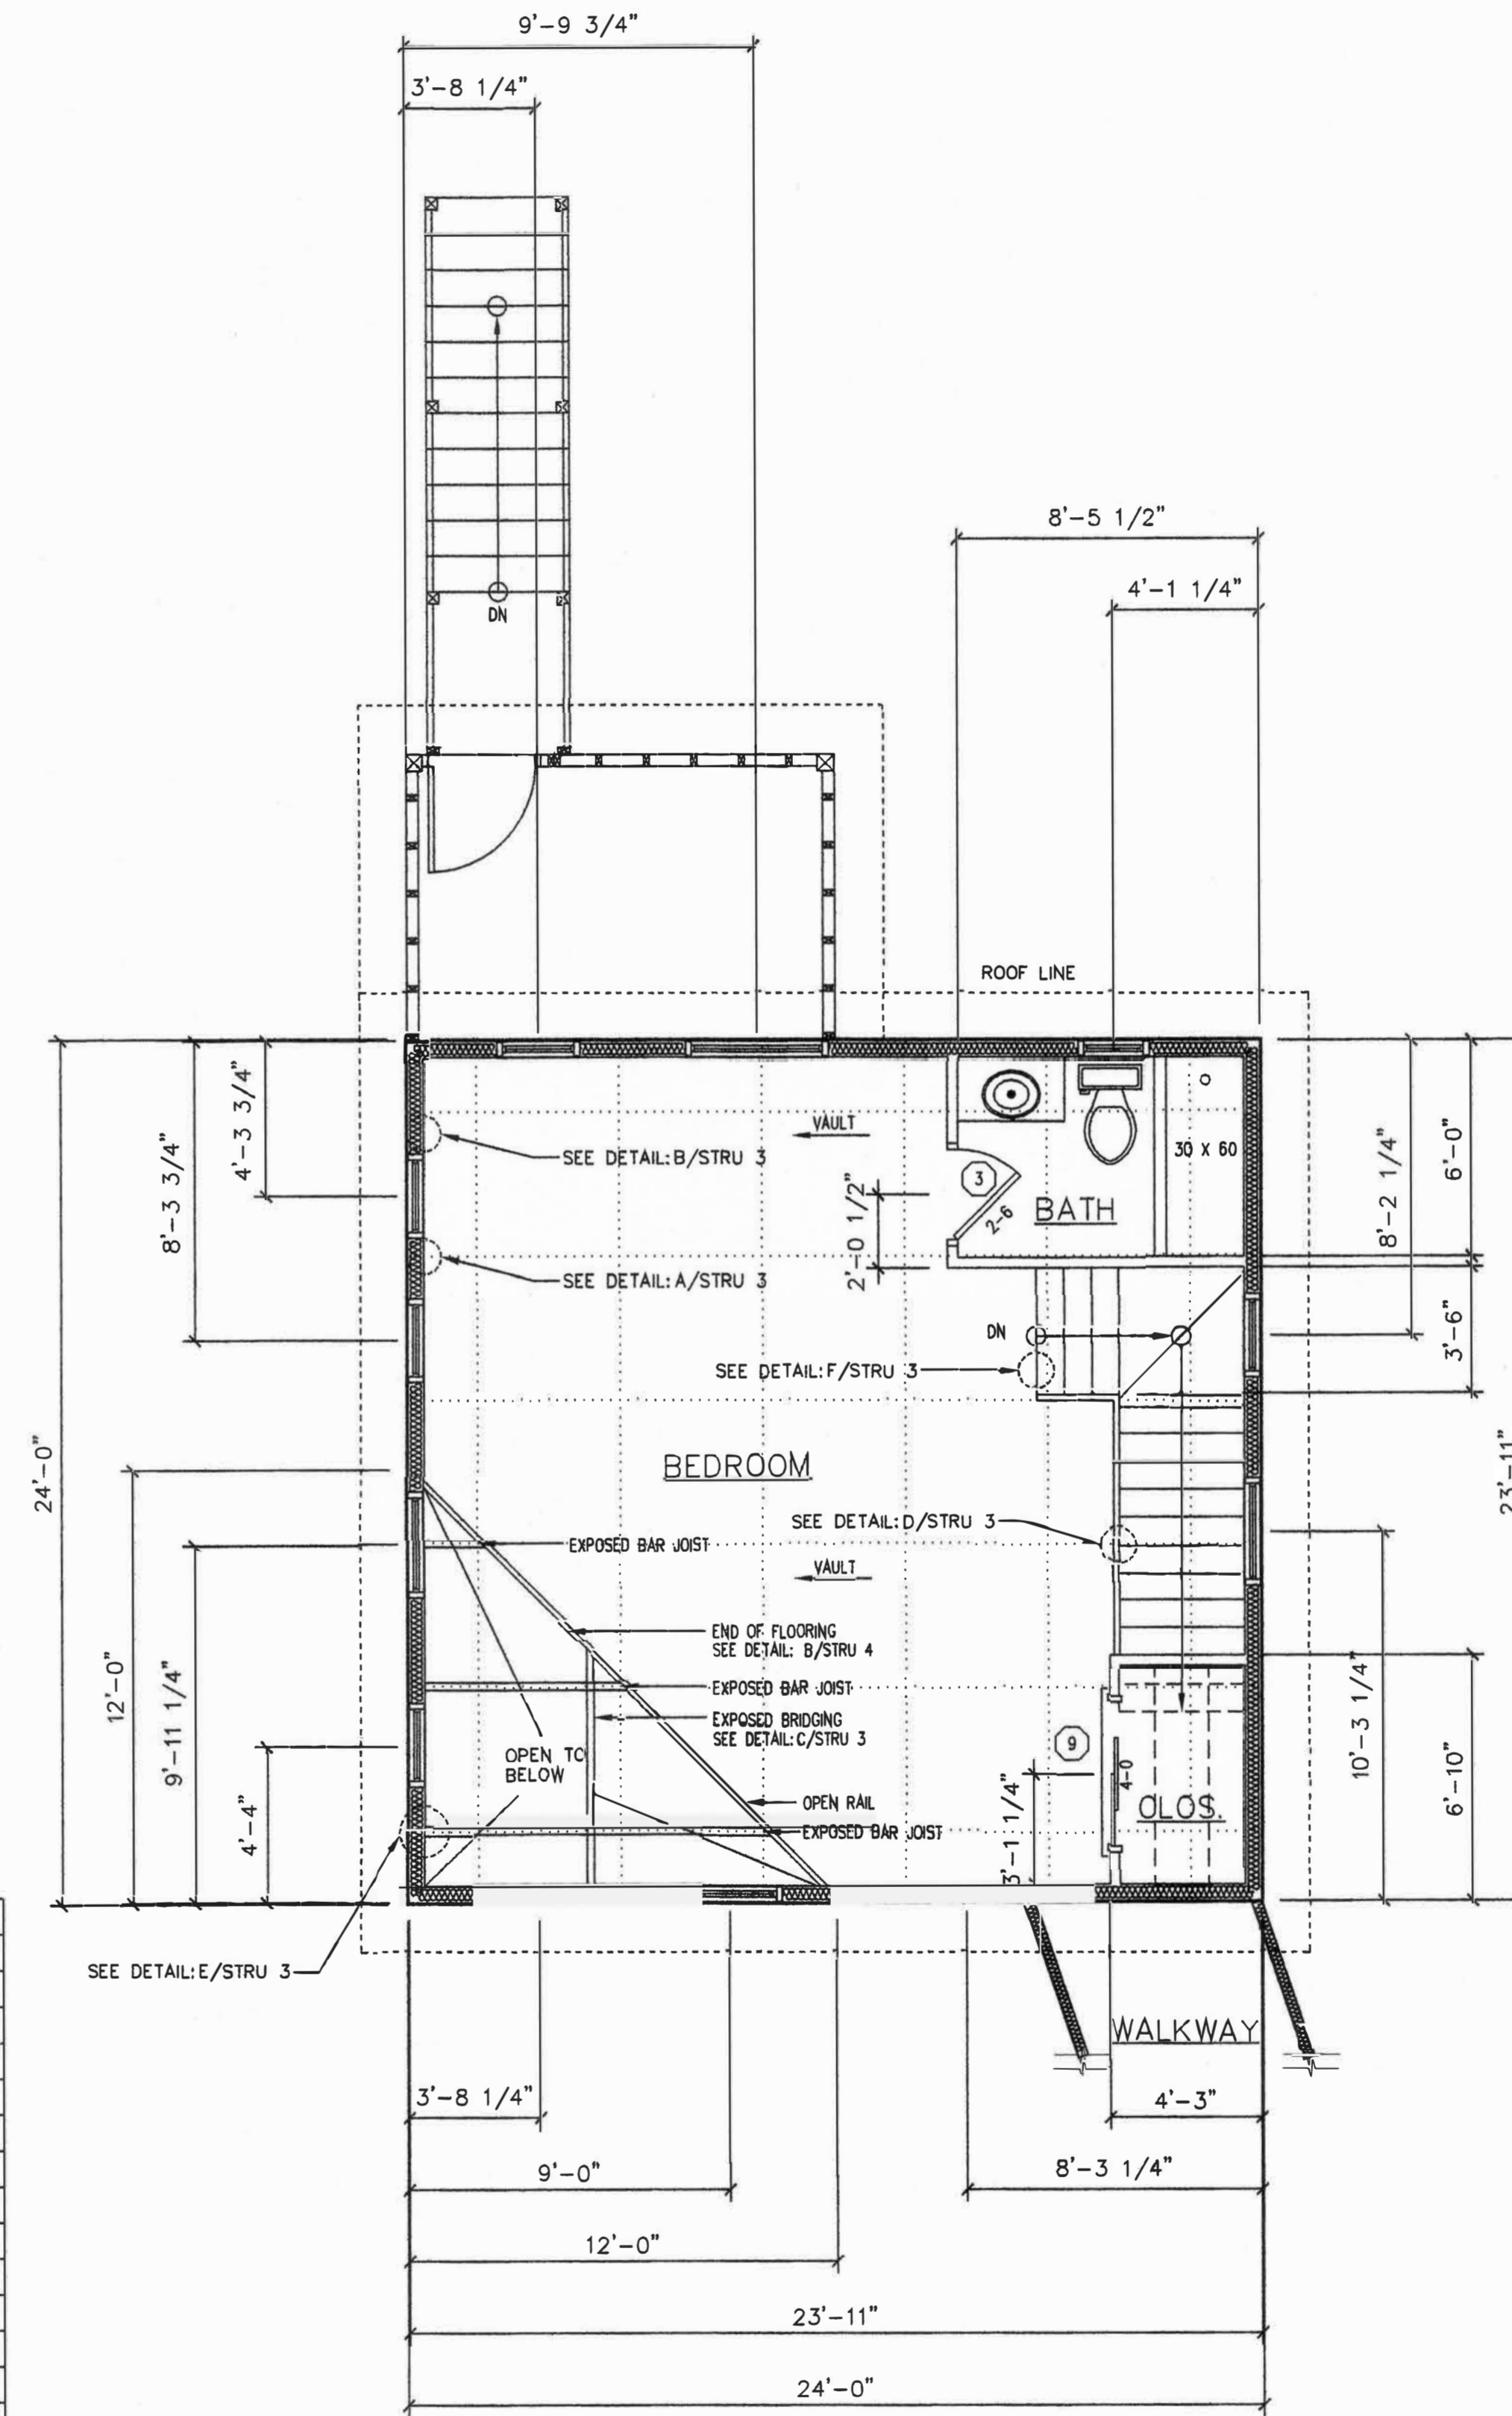 9'-9 3/4"
3'-8 1/4"
DN
8'-5 1/2"
4'-1 1/4"
ROOF LINE
24'-0"
8'-3 3/4"
4'-3 3/4"
SEE DETAIL:B/STRU 3
VAULT
3
2-6
BATH
30 X 60
8'-2 1/4"
6'-0"
2'-0 1/2"
SEE DETAIL:A/STRU 3
DN
SEE DETAIL:F/STRU 3
3'-6"
BEDROOM
23'-11"
12'-0"
9'-11 1/4"
4'-4"
SEE DETAIL:D/STRU 3
EXPOSED BAR JOIST
VAULT
END OF FLOORING
SEE DETAIL: B/STRU 4
EXPOSED BAR JOIST
EXPOSED BRIDGING
SEE DETAIL:C/STRU 3
OPEN TO
BELOW
9
4-0
OPEN RAIL
CLOS.
EXPOSED BAR JOIST
3'-1 1/4"
10'-3 1/4"
6'-10"
SEE DETAIL:E/STRU 3
WALKWAY
3'-8 1/4"
4'-3"
9'-0"
8'-3 1/4"
12'-0"
23'-11"
24'-0"